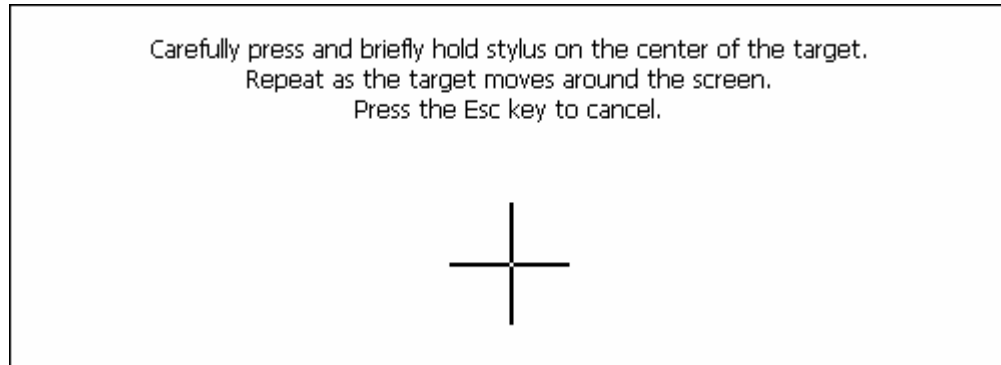 Carefully press and briefly hold stylus on the center of the target.
Repeat as the target moves around the screen.
Press the Esc key to cancel.